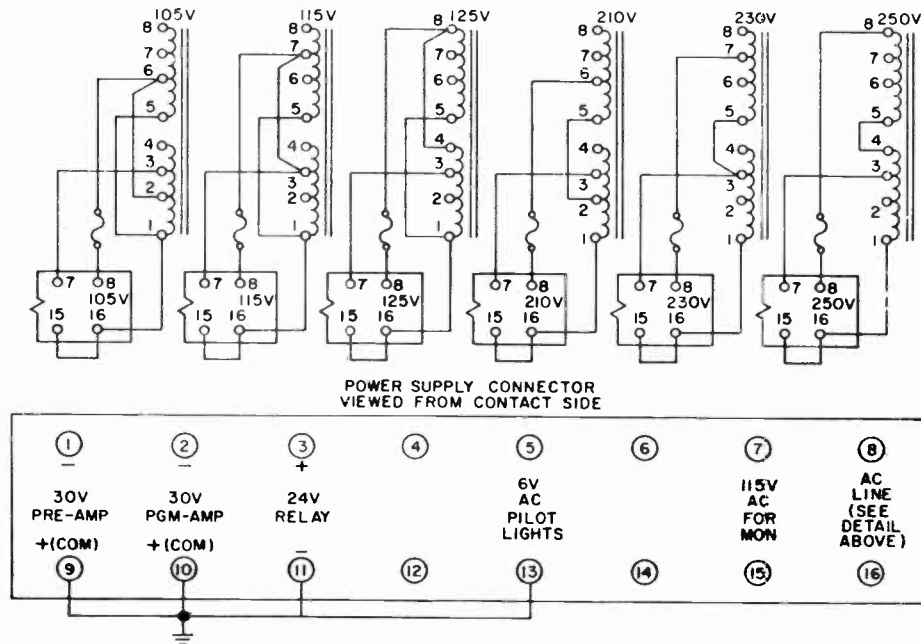 105V 115V 125V 210V 230V 250V
8 8 8 8 8 8
7 7 7 7 7 7
6 6 6 6 6 6
5 5 5 5 5 5
4 4 4 4 4 4
3 3 3 3 3 3
2 2 2 2 2 2
1 1 1 1 1 1
7 8 7 8 7 8 7 8 7 8 7 8
105V 115V 125V 210V 230V 250V
15 16 15 16 15 16 15 16 15 16 15 16
POWER SUPPLY CONNECTOR
VIEWED FROM CONTACT SIDE
1 2 3 4 5 6 7 8
− − +
30V 30V 24V 6V 115V AC
PRE-AMP PGM-AMP RELAY AC AC LINE
PILOT FOR (SEE
LIGHTS MON DETAIL
+(COM) +(COM) − ABOVE)
9 10 11 12 13 14 15 16